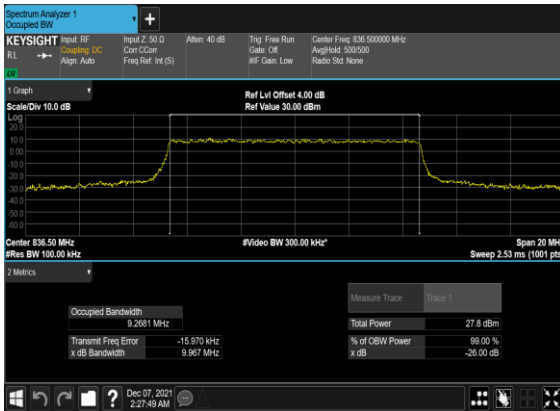 Spectrum Analyzer 1
Occupied BW
+
KEYSIGHT
RL
LXI
Input: RF
Coupling: DC
Align: Auto
Input Z: 50 Ω
Corr CCorr
Freq Ref: Int (S)
Atten: 40 dB
Trig: Free Run
Gate: Off
#IF Gain: Low
Center Freq: 836.500000 MHz
Avg|Hold: 500/500
Radio Std: None
1 Graph
Scale/Div 10.0 dB
Ref Lvl Offset 4.00 dB
Ref Value 30.00 dBm
Log
20.0
10.0
0.00
-10.0
-20.0
-30.0
-40.0
-50.0
-60.0
Center 836.50 MHz
#Res BW 100.00 kHz
#Video BW 300.00 kHz*
Span 20 MH
Sweep 2.53 ms (1001 pts
2 Metrics
Measure Trace
Trace 1
Occupied Bandwidth
9.2681 MHz
Total Power
27.8 dBm
Transmit Freq Error
-15.970 kHz
% of OBW Power
99.00 %
x dB Bandwidth
9.967 MHz
x dB
-26.00 dB
?
Dec 07, 2021
2:27:49 AM